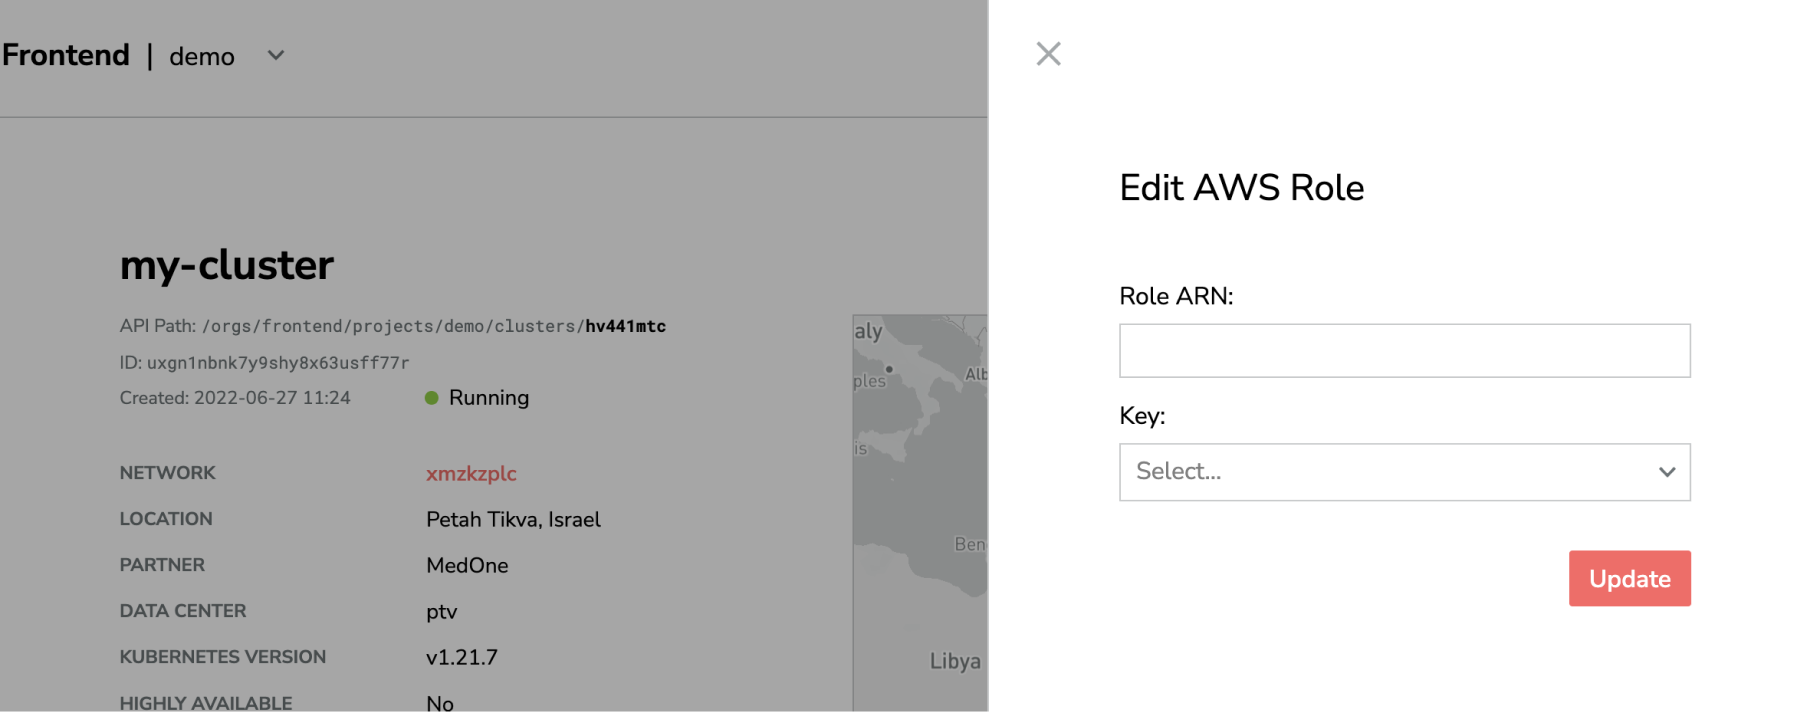 Frontend | demo
my-cluster
API Path: /orgs/frontend/projects/demo/clusters/hv441mtc
ID: uxgn1nbnk7y9shy8x63usff77r
Created: 2022-06-27 11:24
Running
NETWORK xmzkzplc
LOCATION Petah Tikva, Israel
PARTNER MedOne
DATA CENTER ptv
KUBERNETES VERSION v1.21.7
HIGHLY AVAILABLE No
aly
ples
Alb
is
Ben
Libya
Edit AWS Role
Role ARN:
Key:
Select...
Update